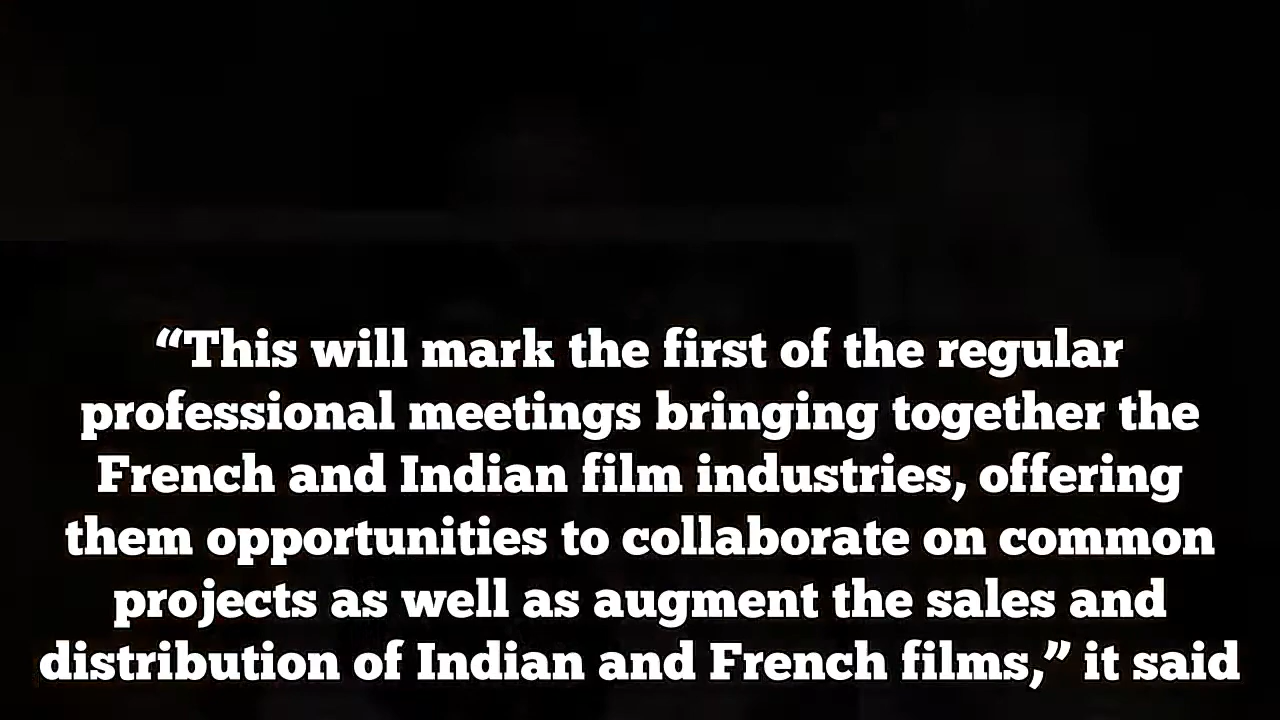 “This will mark the first of the regular
professional meetings bringing together the
French and Indian film industries, offering
them opportunities to collaborate on common
projects as well as augment the sales and
distribution of Indian and French films,” it said